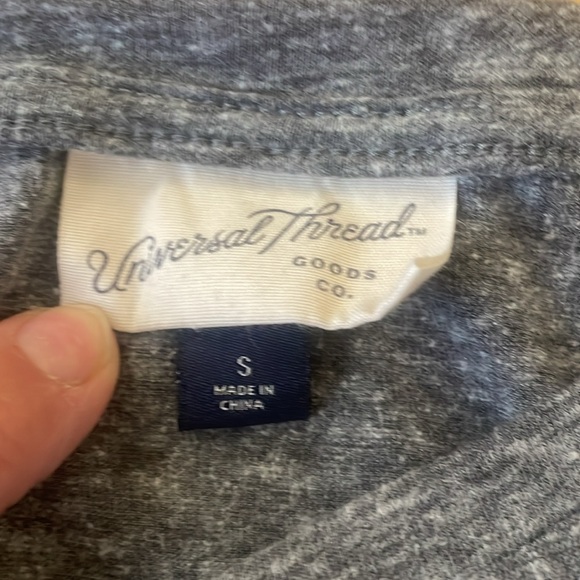 Universal Thread™
GOODS
CO.
S
MADE IN
CHINA